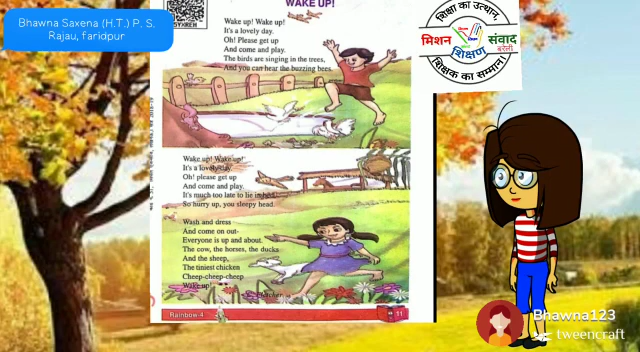 Bhawna Saxena (H.T.) P. S.
Rajau, faridpur
WAKE UP!
Wake up! Wake up!
It's a lovely day.
Oh! Please get up
And come and play.
The birds are singing in the trees,
And you can hear the buzzing bees.
Wake up! Wake up!
It's a lovely day.
Oh! please get up
And come and play.
It's much too late to lie in bed,
So hurry up, you sleepy head.
Wash and dress
And come on out-
Everyone is up and about.
The cow, the horses, the ducks
And the sheep,
The tiniest chicken
Cheep-cheep-cheep
Wake up!
Rainbow-4
11
शिक्षा का उत्थान,
मिशन
शिक्षण
संवाद
बरेली
शिक्षक का सम्मान
Bhawna123
tweencraft